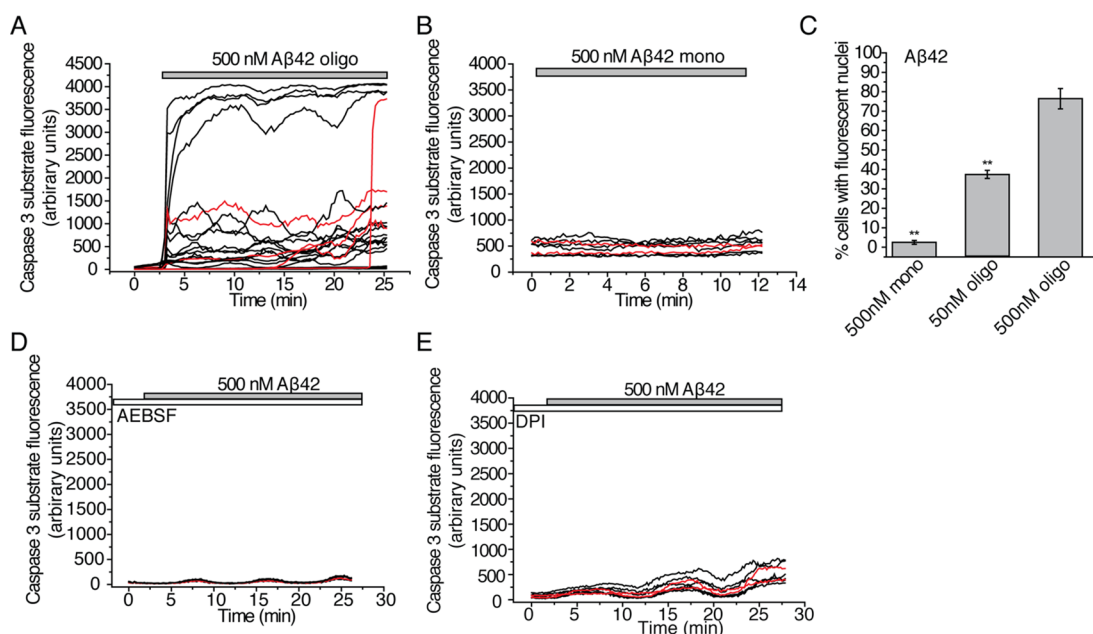 A
500 nM Aβ42 oligo
Caspase 3 substrate fluorescence
(arbirary units)
4500
4000
3500
3000
2500
2000
1500
1000
500
0
0 5 10 15 20 25
Time (min)
B
500 nM Aβ42 mono
Caspase 3 substrate fluorescence
(arbirary units)
4000
3500
3000
2500
2000
1500
1000
500
0
0 2 4 6 8 10 12 14
Time (min)
C
Aβ42
% cells with fluorescent nuclei
100
90
80
70
60
50
40
30
20
10
0
**
**
500nM mono
50nM oligo
500nM oligo
D
500 nM Aβ42
AEBSF
Caspase 3 substrate fluorescence
(arbirary units)
4000
3500
3000
2500
2000
1500
1000
500
0
0 5 10 15 20 25 30
Time (min)
E
500 nM Aβ42
DPI
Caspase 3 substrate fluorescence
(arbirary units)
4000
3500
3000
2500
2000
1500
1000
500
0
0 5 10 15 20 25 30
Time (min)